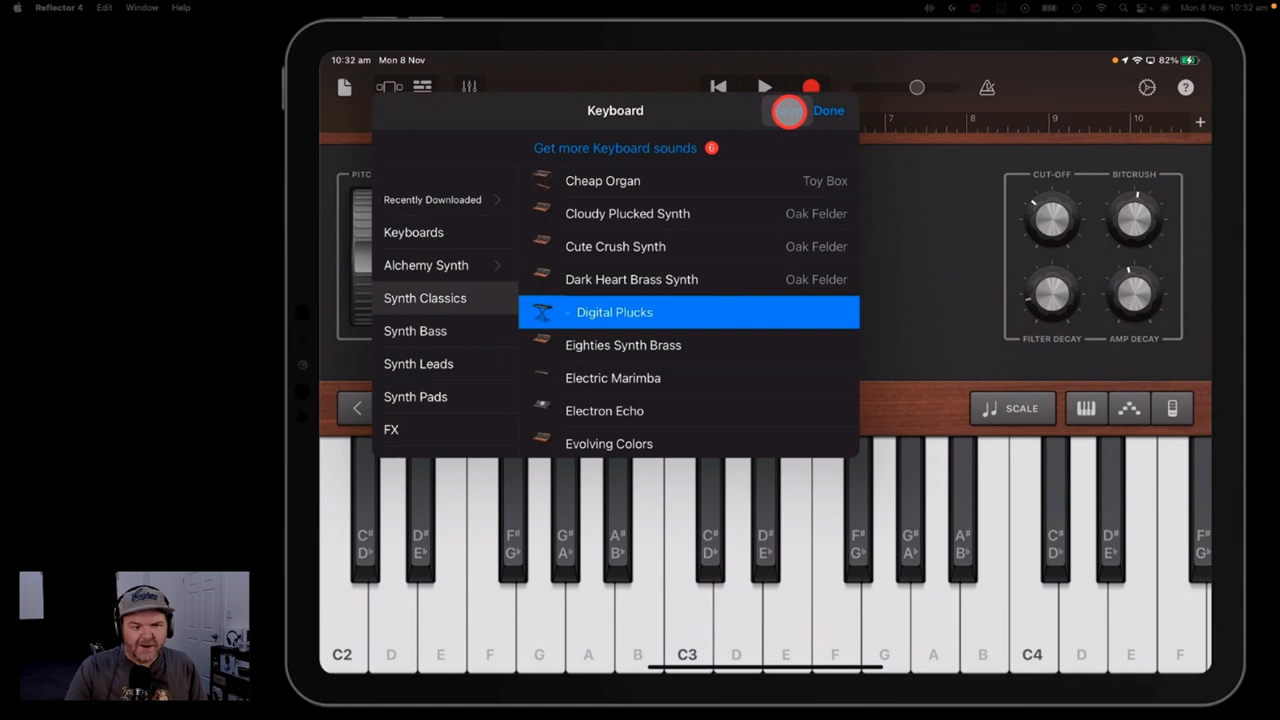 Reflector 4 Edit Window Help Mon 8 Nov 10:32 am
10:32 am Mon 8 Nov 82%
Keyboard Done
7 8 9 10
Get more Keyboard sounds 6
Recently Downloaded
Keyboards
Alchemy Synth
Synth Classics
Synth Bass
Synth Leads
Synth Pads
FX
Cheap Organ Toy Box
Cloudy Plucked Synth Oak Felder
Cute Crush Synth Oak Felder
Dark Heart Brass Synth Oak Felder
Digital Plucks
Eighties Synth Brass
Electric Marimba
Electron Echo
Evolving Colors
CUT-OFF BITCRUSH
FILTER DECAY AMP DECAY
SCALE
C♯ D♯ F♯ G♯ A♯ C♯ D♯ F♯ G♯ A♯ C♯ D♯ F♯
D♭ E♭ G♭ A♭ B♭ D♭ E♭ G♭ A♭ B♭ D♭ E♭ G♭
C2 D E F G A B C3 D E F G A B C4 D E F